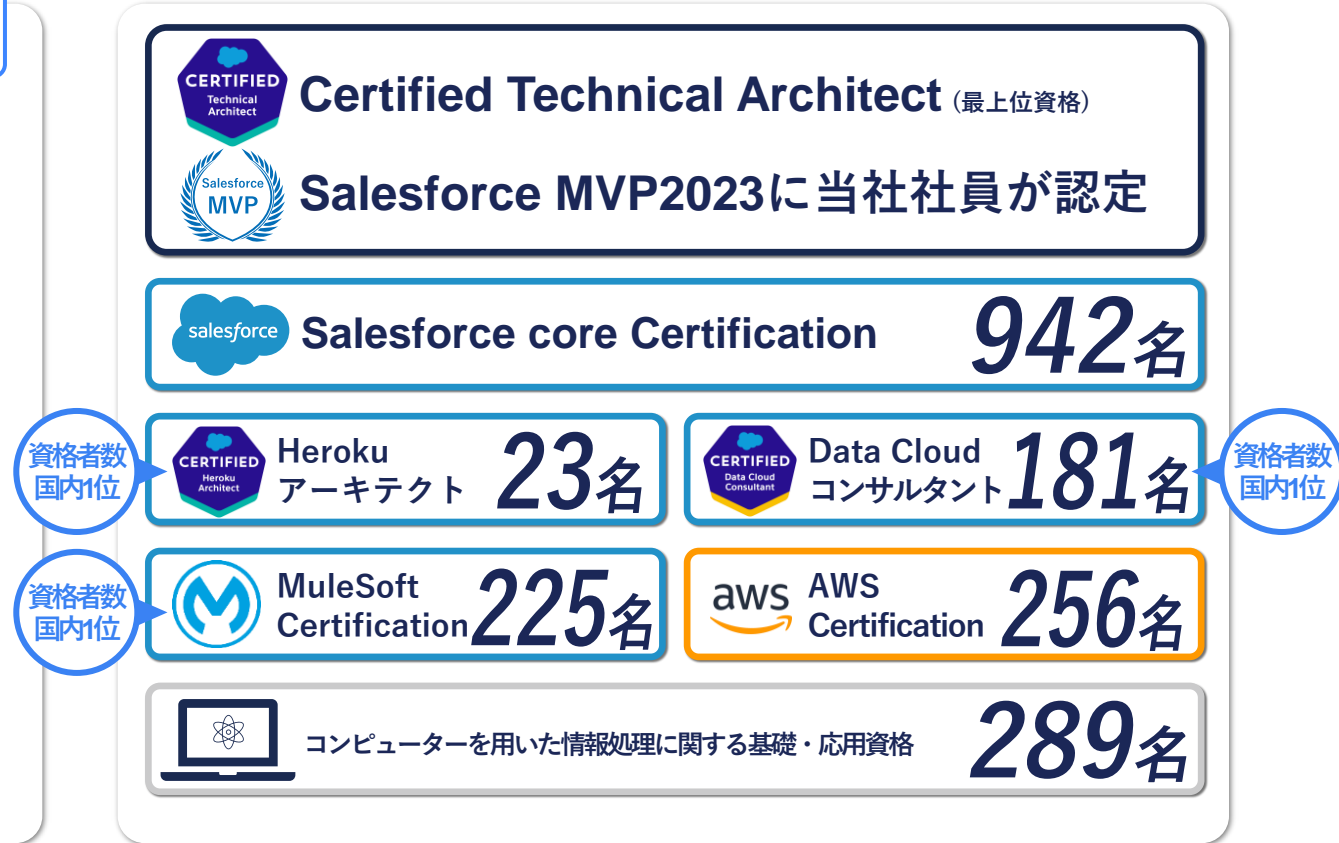 CERTIFIED
Technical
Architect
Certified Technical Architect (最上位資格)
Salesforce
MVP
Salesforce MVP2023に当社社員が認定
salesforce
Salesforce core Certification
942名
資格者数
国内1位
CERTIFIED
Heroku
Architect
Heroku
アーキテクト
23名
CERTIFIED
Data Cloud
Consultant
Data Cloud
コンサルタント
181名
資格者数
国内1位
資格者数
国内1位
MuleSoft
Certification
225名
aws
AWS
Certification
256名
コンピューターを用いた情報処理に関する基礎・応用資格
289名